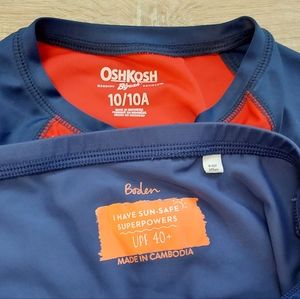 OSHKOSH
B'gosh
10/10A
Boden
I HAVE SUN-SAFE
SUPERPOWERS
UPF 40+
MADE IN CAMBODIA